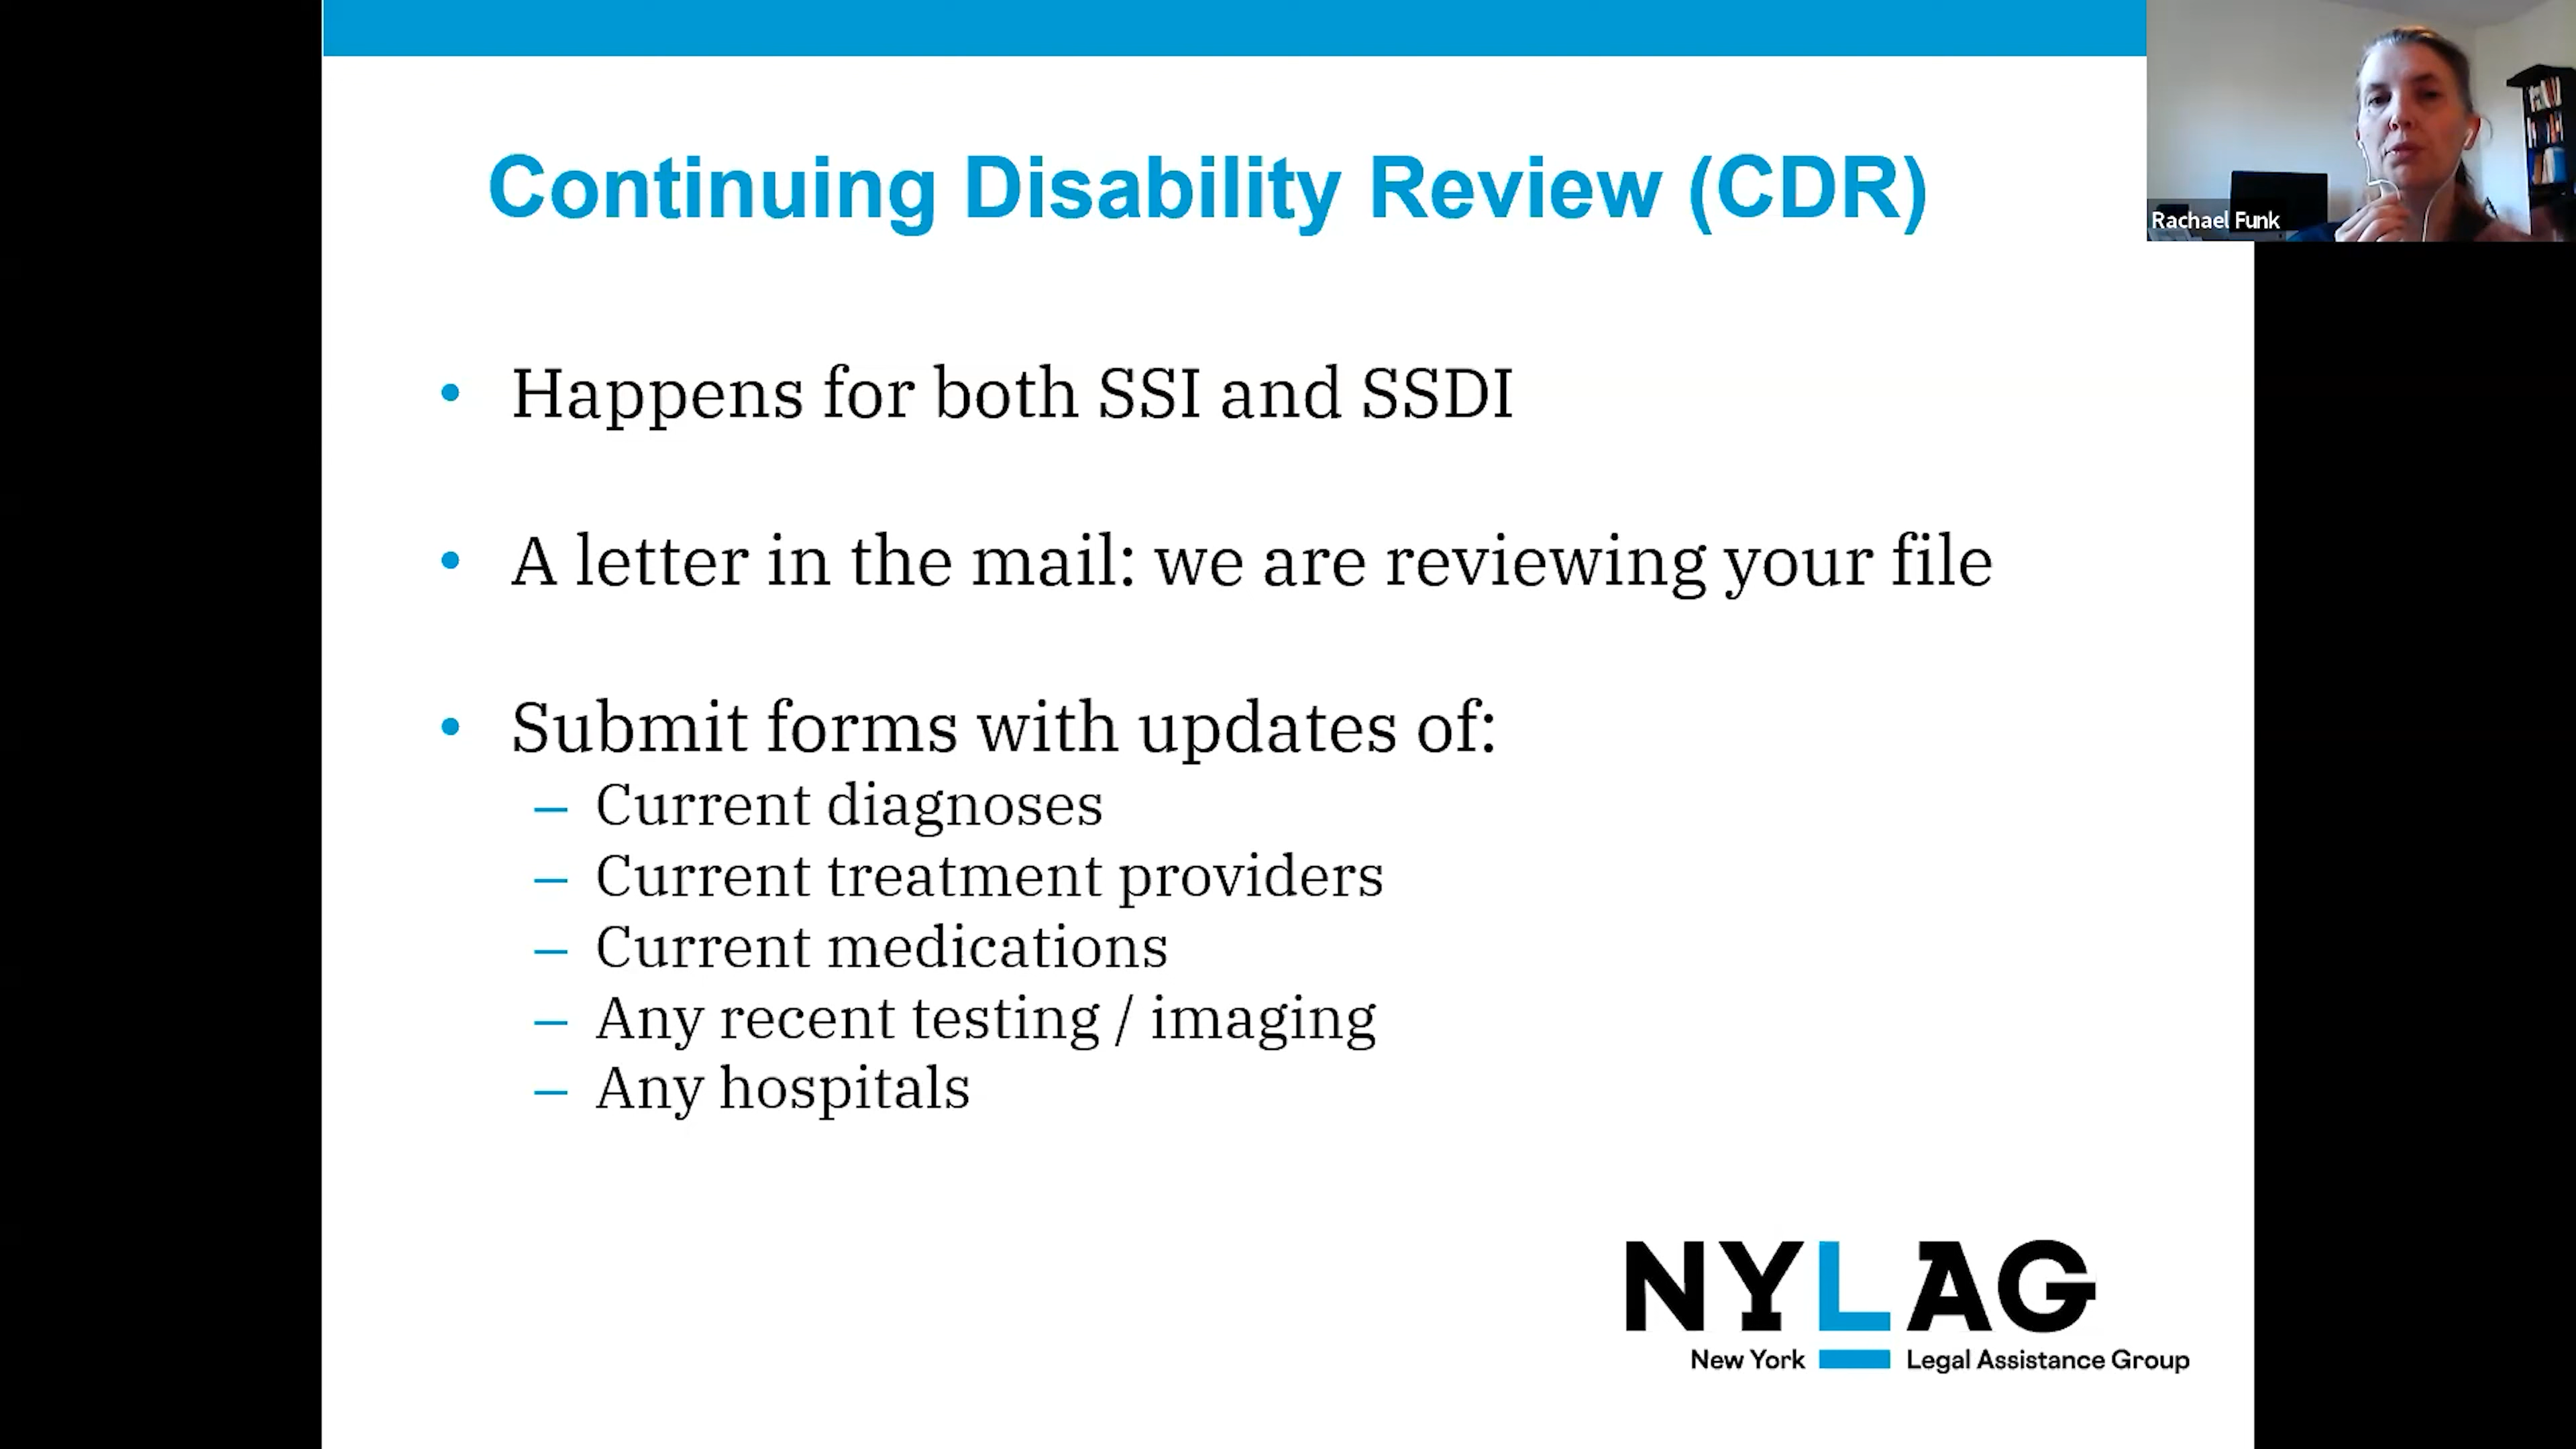 Continuing Disability Review (CDR)
Rachael Funk
• Happens for both SSI and SSDI
• A letter in the mail: we are reviewing your file
• Submit forms with updates of:
– Current diagnoses
– Current treatment providers
– Current medications
– Any recent testing / imaging
– Any hospitals
NYLAG
New York Legal Assistance Group